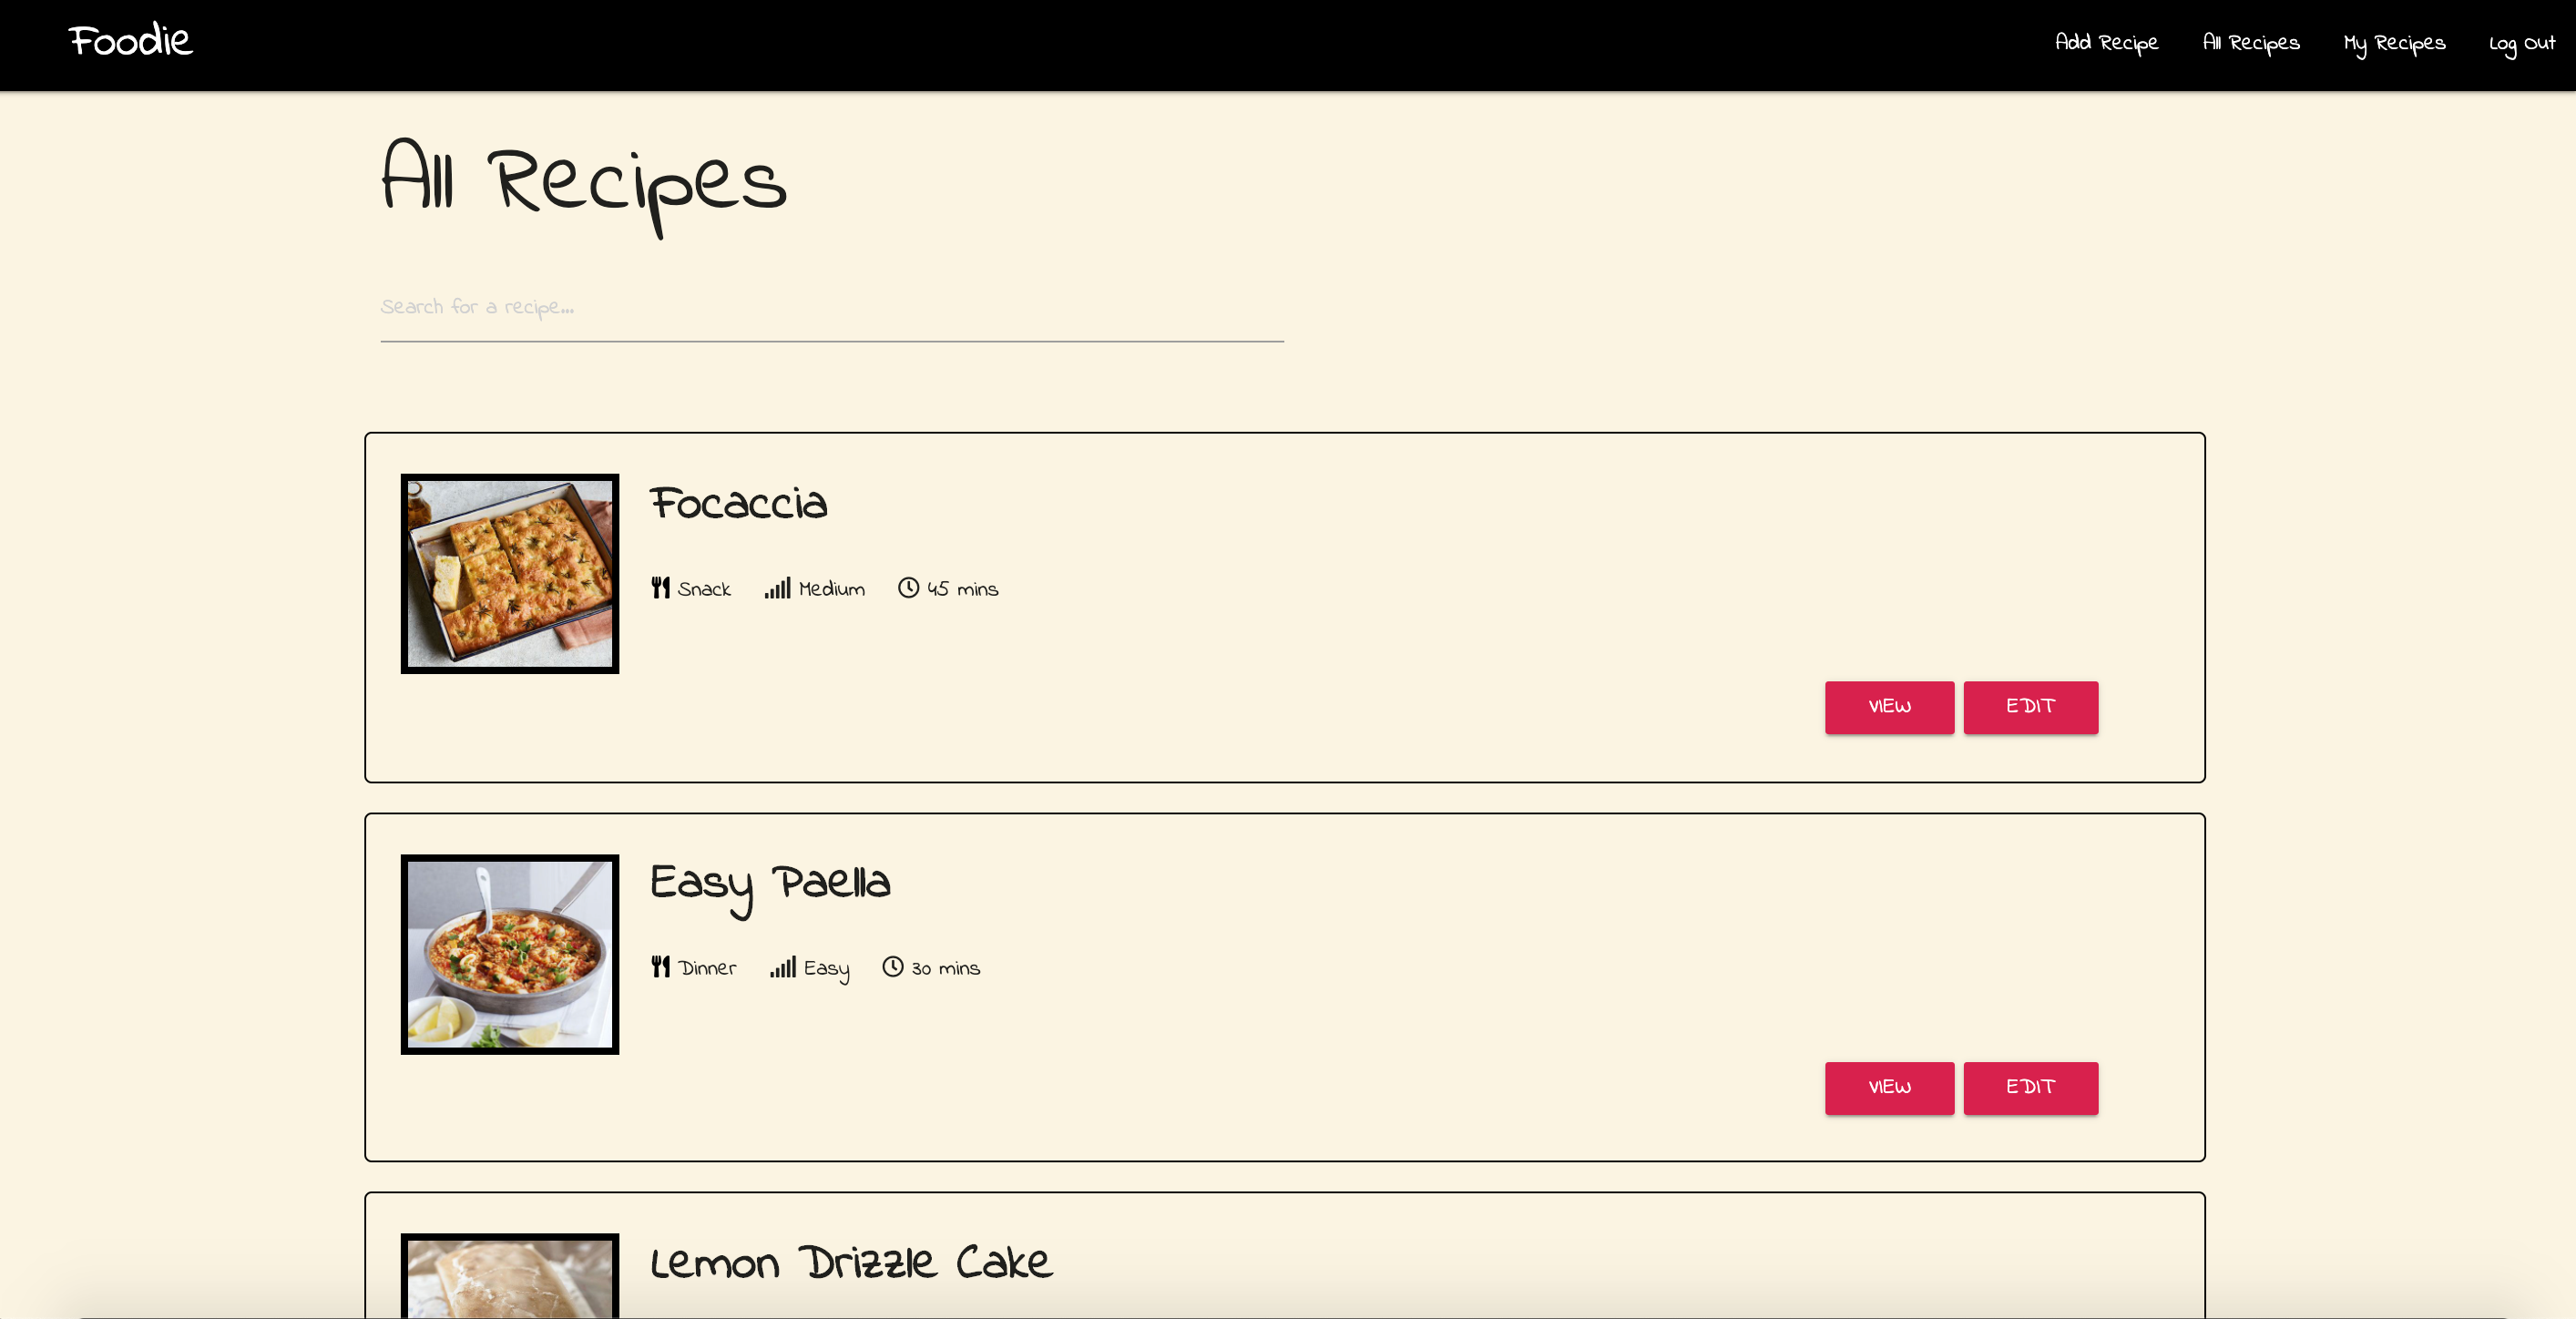 Foodie
Add Recipe All Recipes My Recipes Log Out
All Recipes
Search for a recipe...
Focaccia
Snack Medium 45 mins
VIEW EDIT
Easy Paella
Dinner Easy 30 mins
VIEW EDIT
Lemon Drizzle Cake